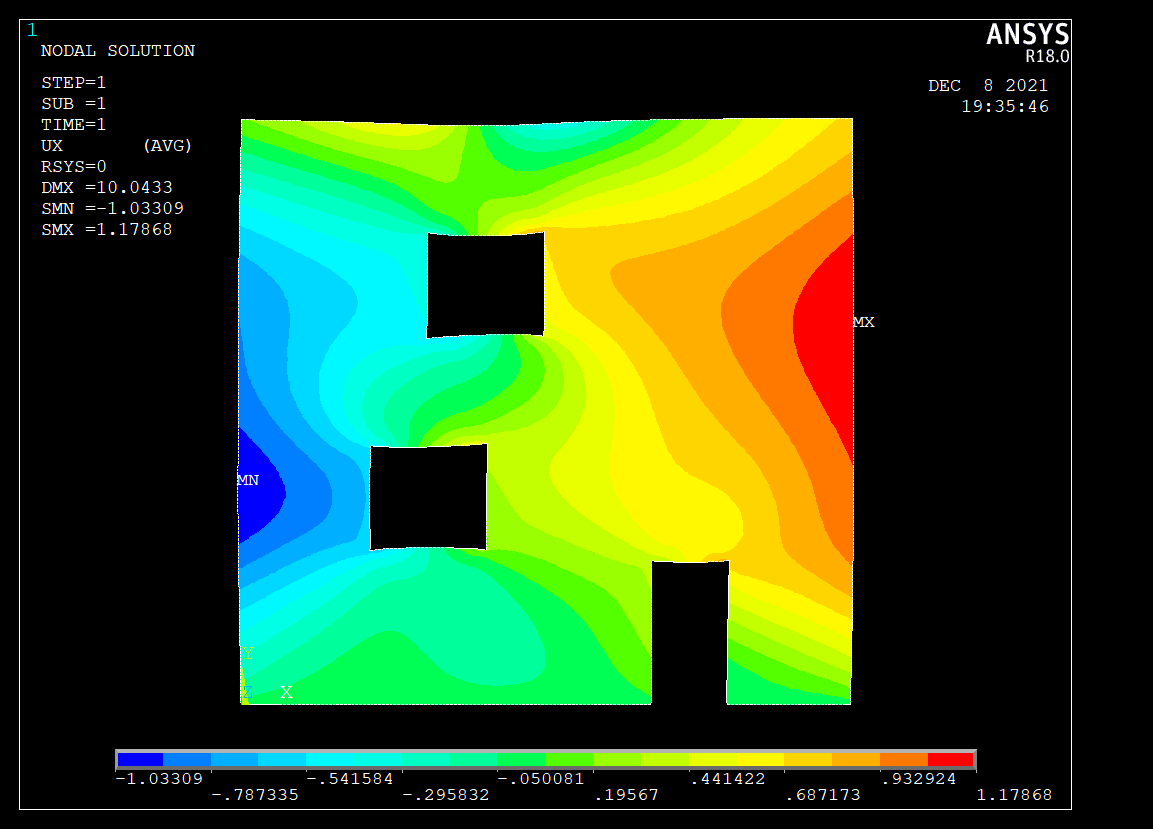 1
ANSYS
R18.0
NODAL SOLUTION
DEC  8 2021
19:35:46
STEP=1
SUB =1
TIME=1
UX       (AVG)
RSYS=0
DMX =10.0433
SMN =-1.03309
SMX =1.17868
MX
MN
Y
Z X
-1.03309 -.541584 -.050081 .441422 .932924
-.787335 -.295832 .19567 .687173 1.17868